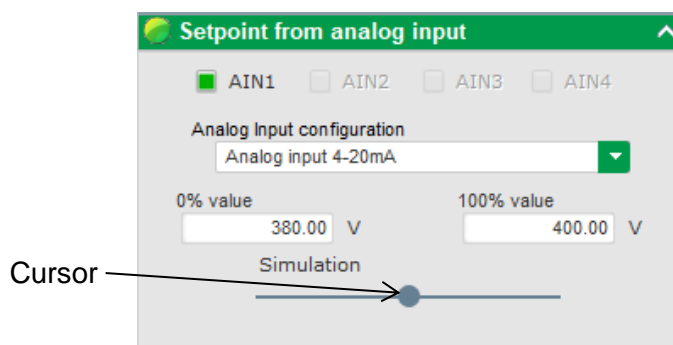 Setpoint from analog input
AIN1 AIN2 AIN3 AIN4
Analog Input configuration
Analog input 4-20mA
0% value 100% value
380.00 V 400.00 V
Simulation
Cursor